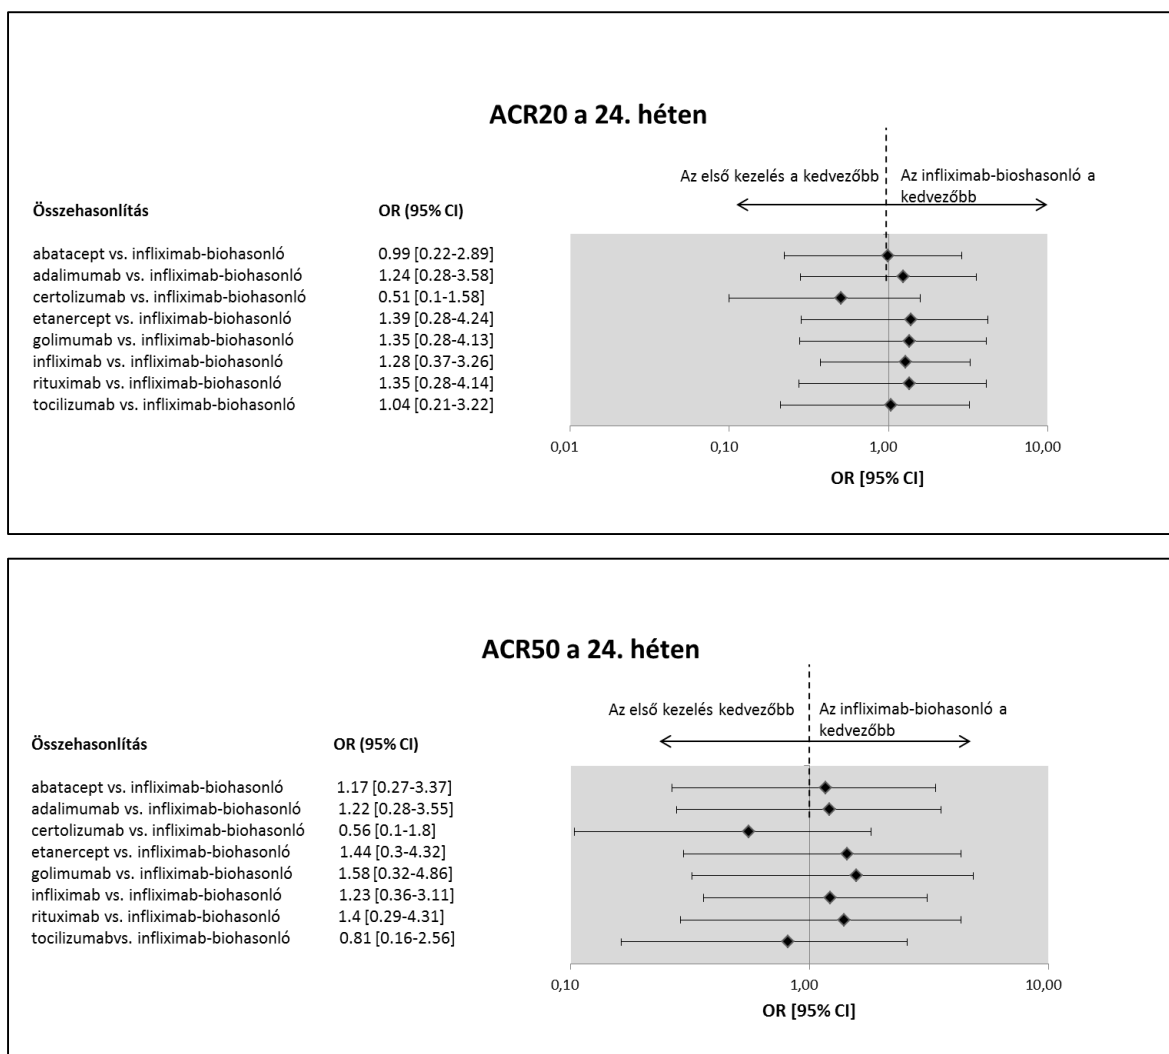 ACR20 a 24. héten
Az első kezelés a kedvezőbb
Az infliximab-bioshasonló a
kedvezőbb
Összehasonlítás OR (95% CI)
abatacept vs. infliximab-biohasonló 0.99 [0.22-2.89]
adalimumab vs. infliximab-biohasonló 1.24 [0.28-3.58]
certolizumab vs. infliximab-biohasonló 0.51 [0.1-1.58]
etanercept vs. infliximab-biohasonló 1.39 [0.28-4.24]
golimumab vs. infliximab-biohasonló 1.35 [0.28-4.13]
infliximab vs. infliximab-biohasonló 1.28 [0.37-3.26]
rituximab vs. infliximab-biohasonló 1.35 [0.28-4.14]
tocilizumab vs. infliximab-biohasonló 1.04 [0.21-3.22]
0,01 0,10 1,00 10,00
OR [95% CI]
ACR50 a 24. héten
Az első kezelés kedvezőbb
Az infliximab-biohasonló a
kedvezőbb
Összehasonlítás OR (95% CI)
abatacept vs. infliximab-biohasonló 1.17 [0.27-3.37]
adalimumab vs. infliximab-biohasonló 1.22 [0.28-3.55]
certolizumab vs. infliximab-biohasonló 0.56 [0.1-1.8]
etanercept vs. infliximab-biohasonló 1.44 [0.3-4.32]
golimumab vs. infliximab-biohasonló 1.58 [0.32-4.86]
infliximab vs. infliximab-biohasonló 1.23 [0.36-3.11]
rituximab vs. infliximab-biohasonló 1.4 [0.29-4.31]
tocilizumabvs. infliximab-biohasonló 0.81 [0.16-2.56]
0,10 1,00 10,00
OR [95% CI]